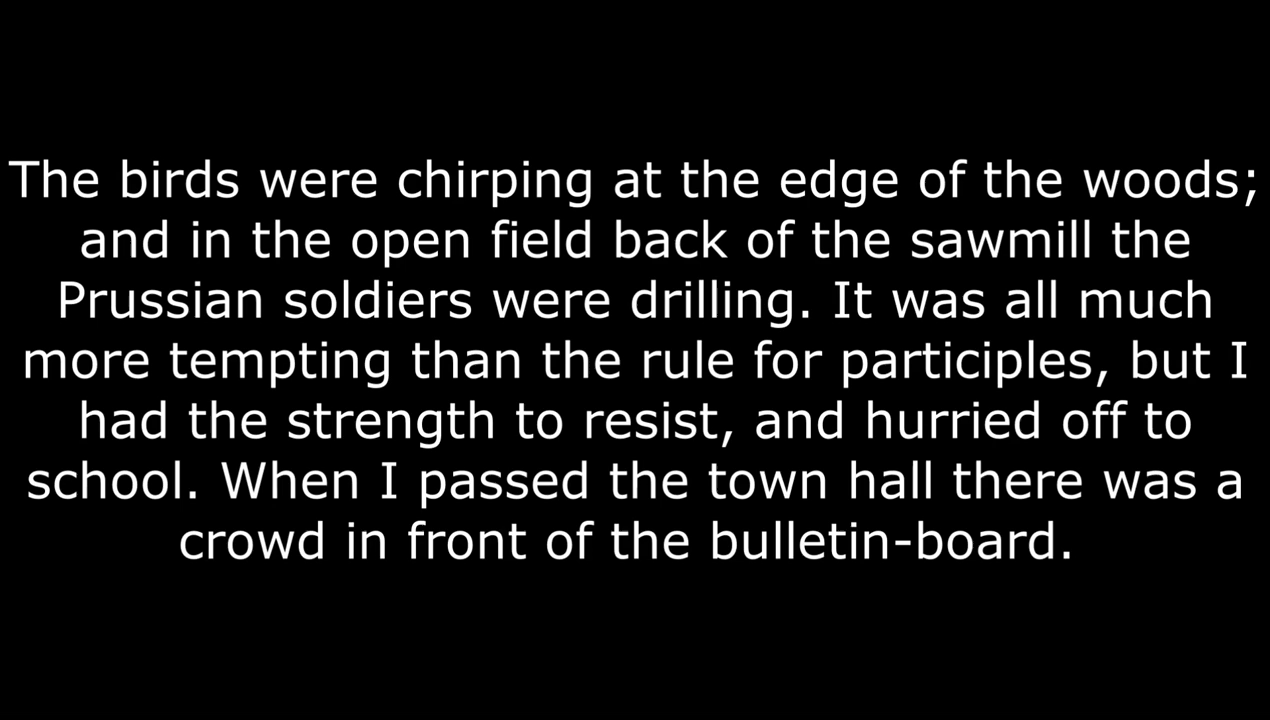 The birds were chirping at the edge of the woods;
and in the open field back of the sawmill the
Prussian soldiers were drilling. It was all much
more tempting than the rule for participles, but I
had the strength to resist, and hurried off to
school. When I passed the town hall there was a
crowd in front of the bulletin-board.